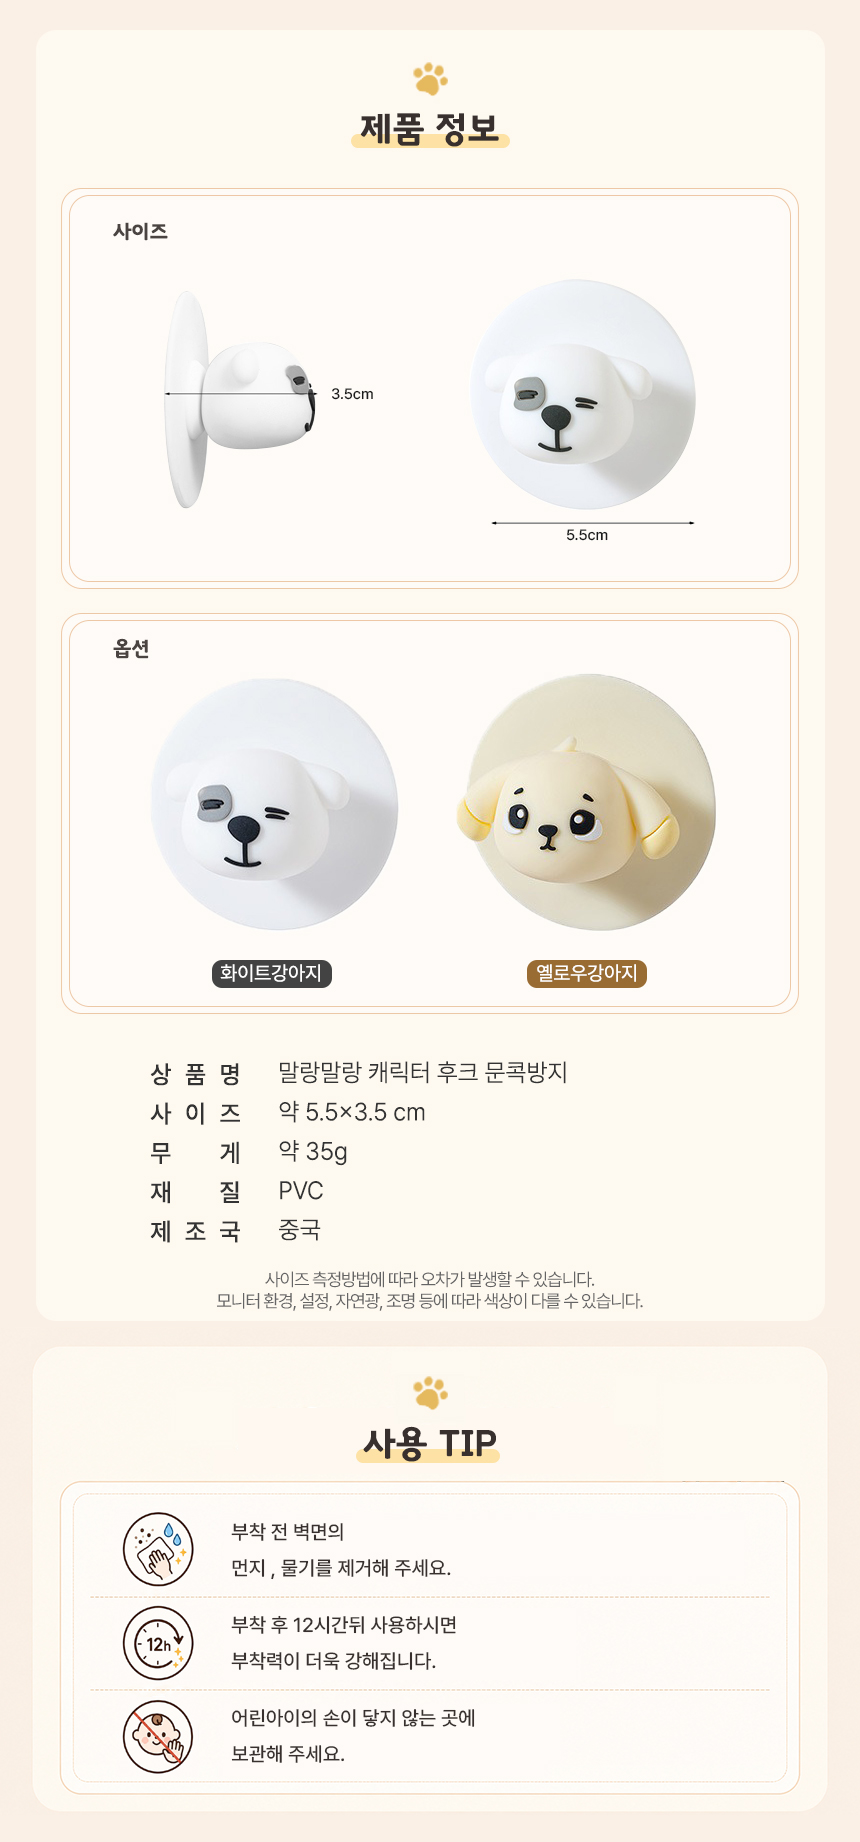 제품 정보
사이즈
3.5cm
5.5cm
옵션
화이트강아지
옐로우강아지
상품명 말랑말랑 캐릭터 후크 문콕방지
사이즈 약 5.5×3.5 cm
무게 약 35g
재질 PVC
제조국 중국
사이즈 측정방법에 따라 오차가 발생할 수 있습니다.
모니터 환경, 설정, 자연광, 조명 등에 따라 색상이 다를 수 있습니다.
사용 TIP
부착 전 벽면의
먼지 , 물기를 제거해 주세요.
12h
부착 후 12시간뒤 사용하시면
부착력이 더욱 강해집니다.
어린아이의 손이 닿지 않는 곳에
보관해 주세요.